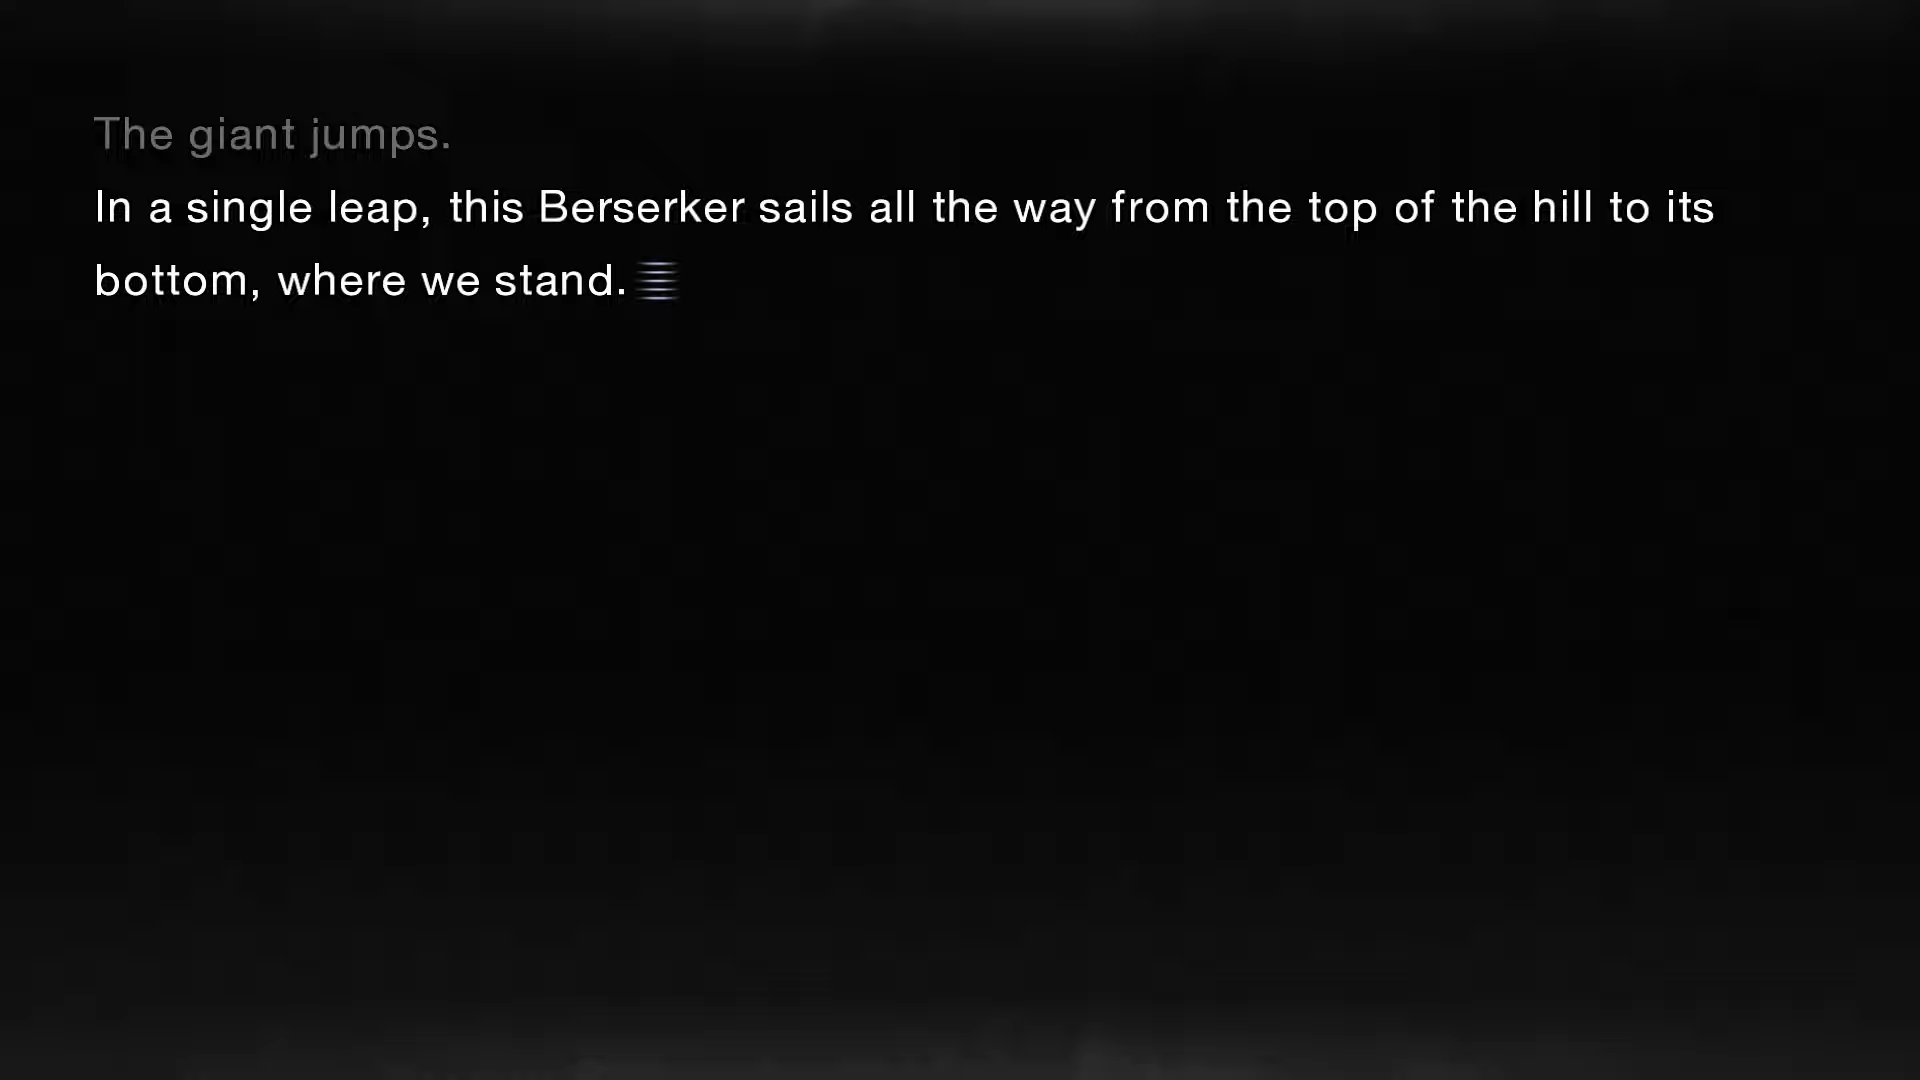 The giant jumps.
In a single leap, this Berserker sails all the way from the top of the hill to its
bottom, where we stand.